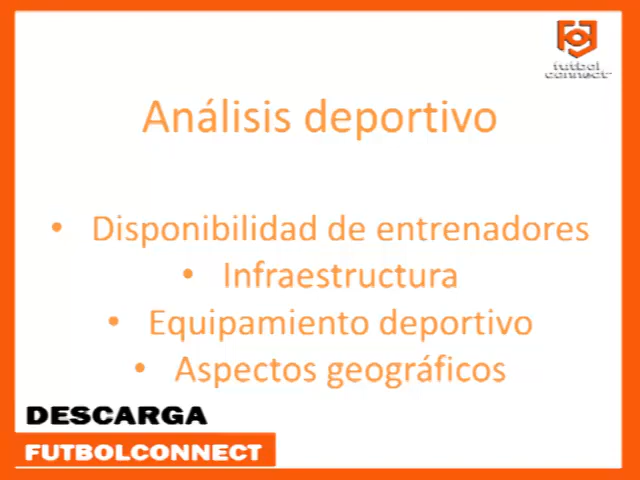 futbol
connect
Análisis deportivo
• Disponibilidad de entrenadores
• Infraestructura
• Equipamiento deportivo
• Aspectos geográficos
DESCARGA
FUTBOLCONNECT